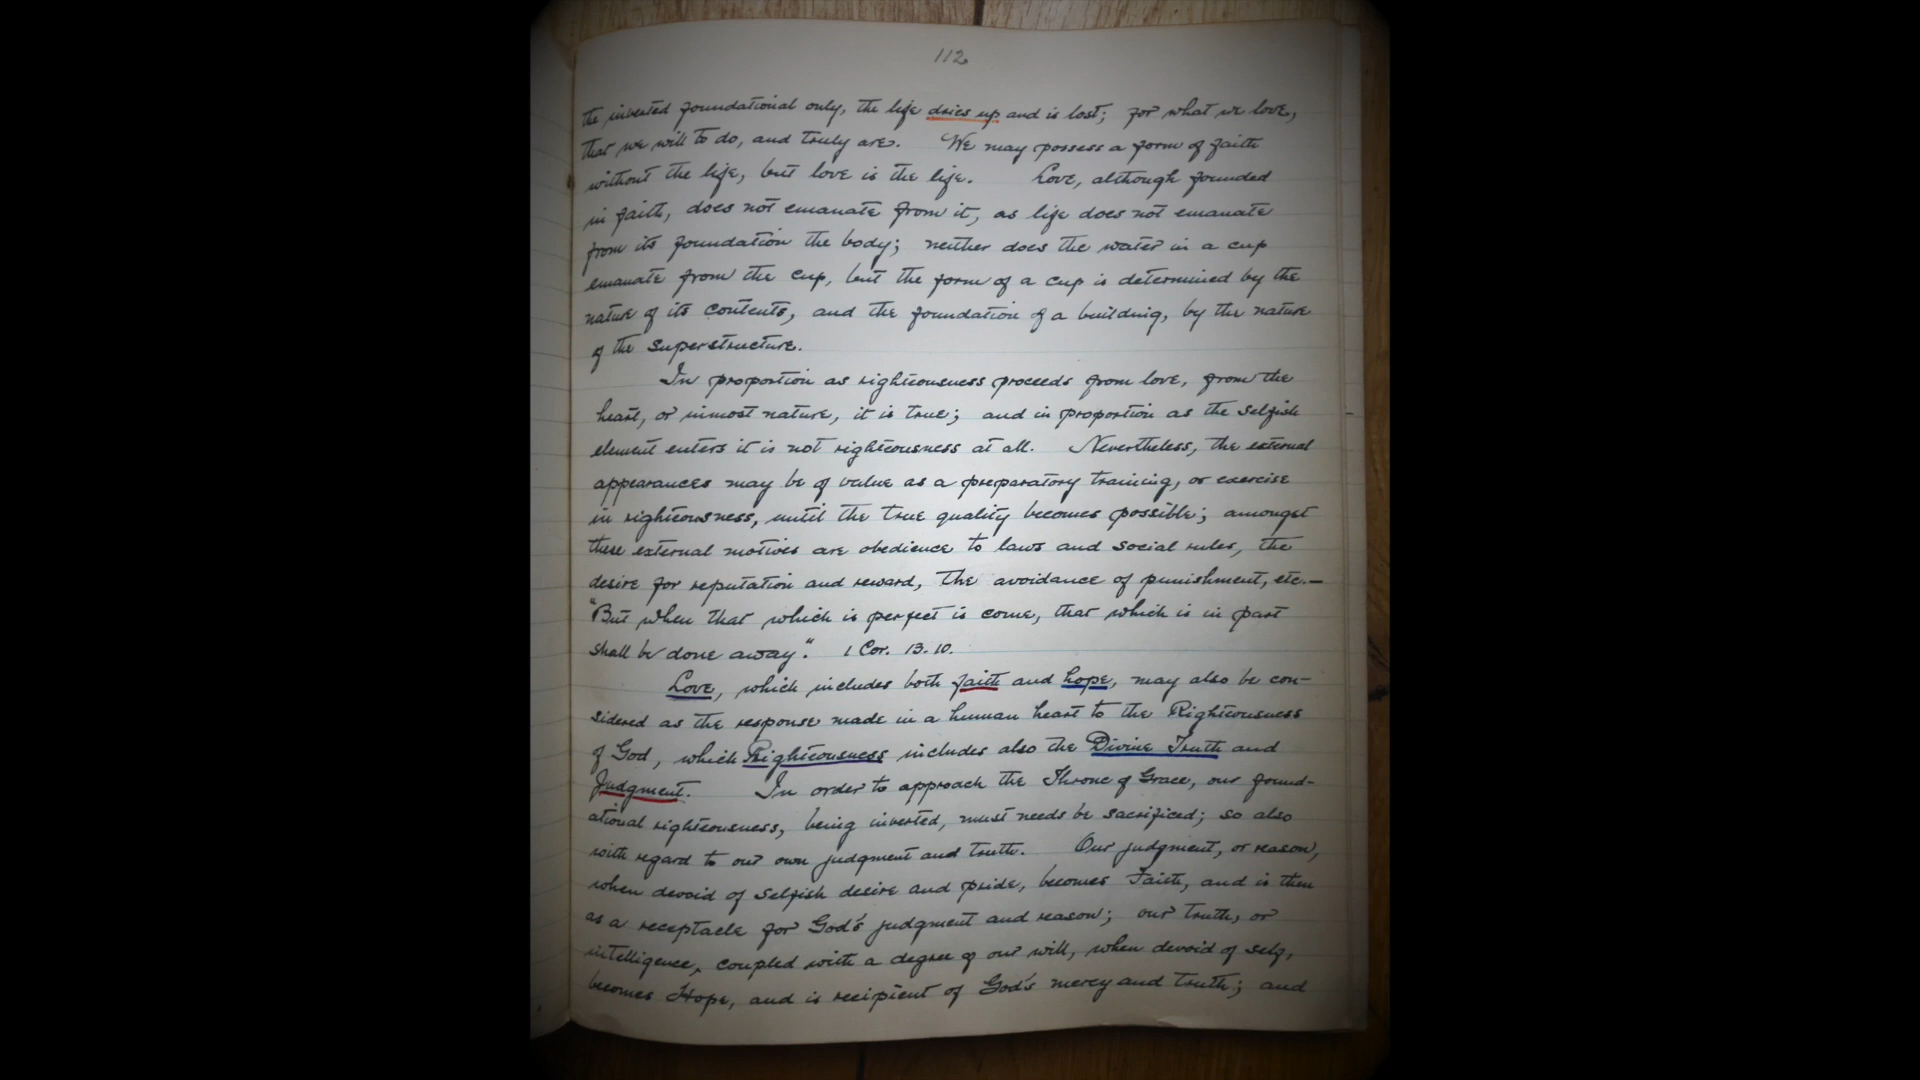 112
the inverted foundational only, the life dries up and is lost; for what we love,
that we will to do, and truly are. We may possess a form of faith
without the life, but love is the life. Love, although founded
in faith, does not emanate from it, as life does not emanate
from its foundation the body; neither does the water in a cup
emanate from the cup, but the form of a cup is determined by the
nature of its contents, and the foundation of a building, by the nature
of the superstructure.
In proportion as righteousness proceeds from love, from the
heart, or inmost nature, it is true; and in proportion as the selfish
element enters it is not righteousness at all. Nevertheless, the external
appearances may be of value as a preparatory training, or exercise
in righteousness, until the true quality becomes possible; amongst
these external motives are obedience to laws and social rules, the
desire for reputation and reward, the avoidance of punishment, etc.—
"But when that which is perfect is come, that which is in part
shall be done away." 1 Cor. 13.10.
Love, which includes both faith and hope, may also be con-
sidered as the response made in a human heart to the Righteousness
of God, which Righteousness includes also the Divine Truth and
Judgment. In order to approach the Throne of Grace, our found-
ational righteousness, being inverted, must needs be sacrificed; so also
with regard to our own judgment and truth. Our judgment, or reason,
when devoid of selfish desire and pride, becomes Faith, and is then
as a receptacle for God's judgment and reason; our truth, or
intelligence, coupled with a degree of our will, when devoid of self,
becomes Hope, and is recipient of God's mercy and truth; and